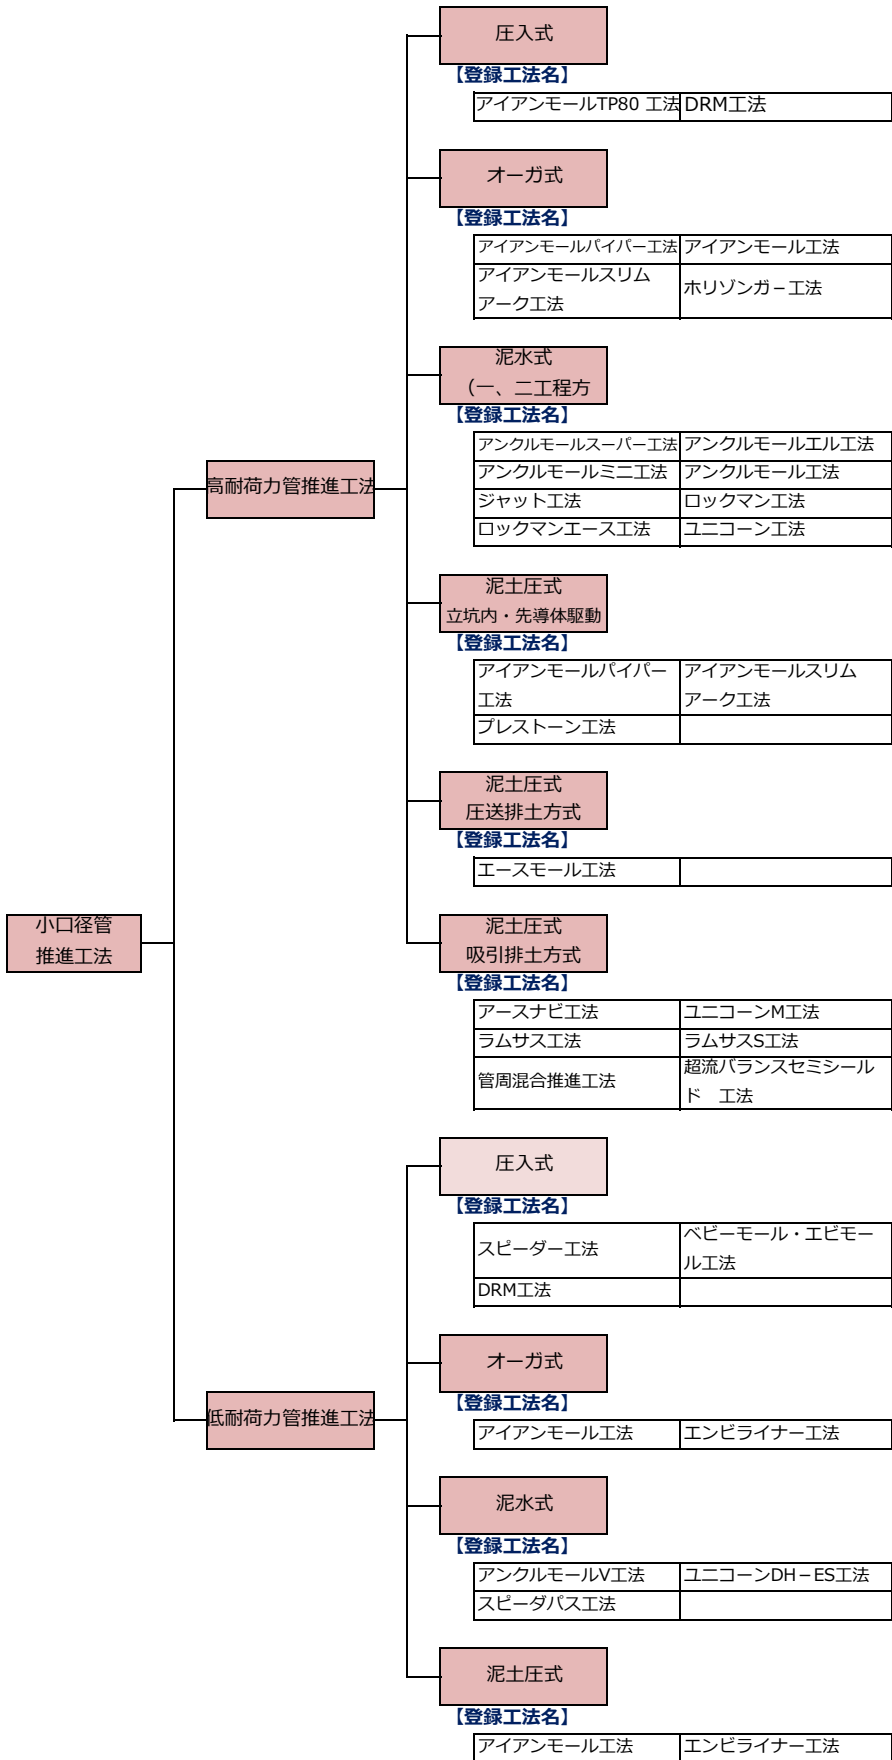 圧入式
【登録工法名】
アイアンモールTP80 工法 DRM工法
オーガ式
【登録工法名】
アイアンモールパイパー工法 アイアンモール工法
アイアンモールスリム
アーク工法
ホリゾンガ－工法
泥水式
（一、二工程方
【登録工法名】
アンクルモールスーパー工法 アンクルモールエル工法
アンクルモールミニ工法 アンクルモール工法
ジャット工法 ロックマン工法
ロックマンエース工法 ユニコーン工法
高耐荷力管推進工法
泥土圧式
立坑内・先導体駆動
【登録工法名】
アイアンモールパイパー
工法
アイアンモールスリム
アーク工法
プレストーン工法
泥土圧式
圧送排土方式
【登録工法名】
エースモール工法
小口径管
推進工法
泥土圧式
吸引排土方式
【登録工法名】
アースナビ工法 ユニコーンM工法
ラムサス工法 ラムサスS工法
管周混合推進工法
超流バランスセミシール
ド　工法
圧入式
【登録工法名】
スピーダー工法
ベビーモール・エビモー
ル工法
DRM工法
低耐荷力管推進工法
オーガ式
【登録工法名】
アイアンモール工法 エンビライナー工法
泥水式
【登録工法名】
アンクルモールV工法 ユニコーンDH－ES工法
スピーダパス工法
泥土圧式
【登録工法名】
アイアンモール工法 エンビライナー工法